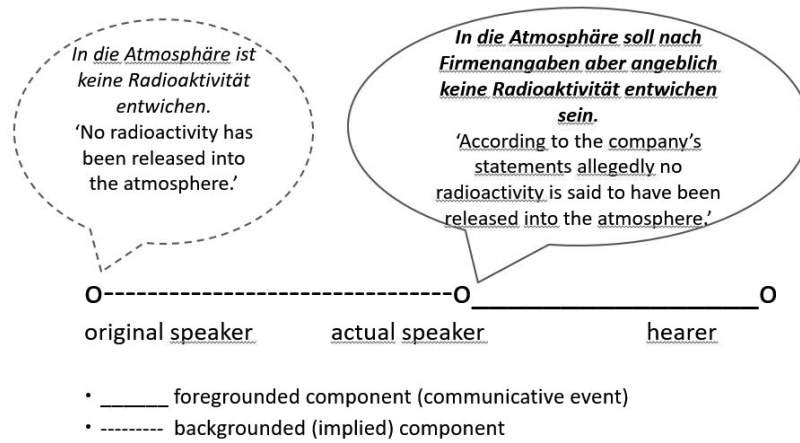 In die Atmosphäre ist
keine Radioaktivität
entwichen.
‘No radioactivity has
been released into
the atmosphere.’
In die Atmosphäre soll nach
Firmenangaben aber angeblich
keine Radioaktivität entwichen
sein.
‘According to the company’s
statements allegedly no
radioactivity is said to have been
released into the atmosphere.’
original speaker actual speaker hearer
• ______ foregrounded component (communicative event)
• --------- backgrounded (implied) component